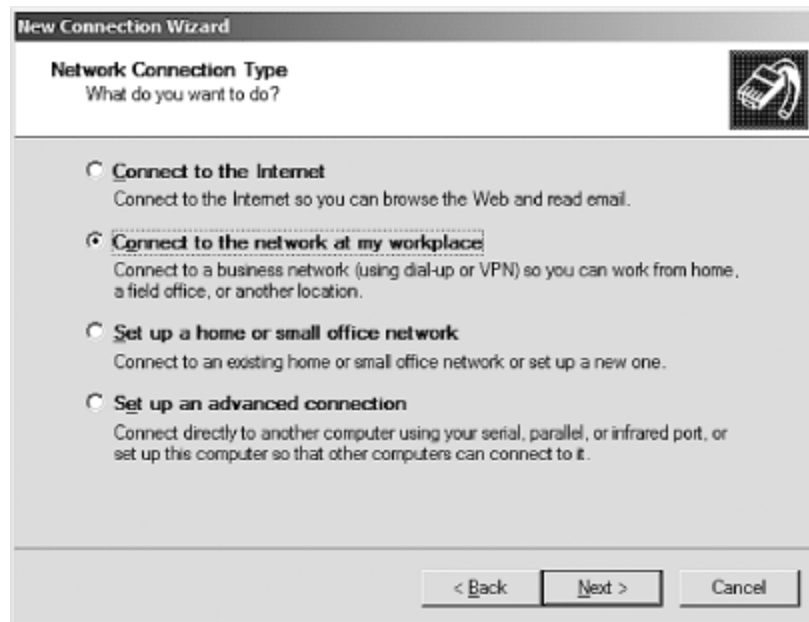 New Connection Wizard
Network Connection Type
What do you want to do?
Connect to the Internet
Connect to the Internet so you can browse the Web and read email.
Connect to the network at my workplace
Connect to a business network (using dial-up or VPN) so you can work from home,
a field office, or another location.
Set up a home or small office network
Connect to an existing home or small office network or set up a new one.
Set up an advanced connection
Connect directly to another computer using your serial, parallel, or infrared port, or
set up this computer so that other computers can connect to it.
< Back Next > Cancel